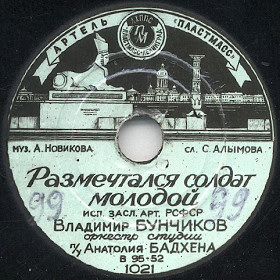 АРТЕЛЬ
"ПЛАСТМАСС"
муз. А. Новикова
сл. С. Алымова
Размечтался солдат
молодой
99
99
исп. засл. арт. РСФСР
Владимир БУНЧИКОВ
оркестр студии
п/у Анатолия БАДХЕНА
В 95-52
1021